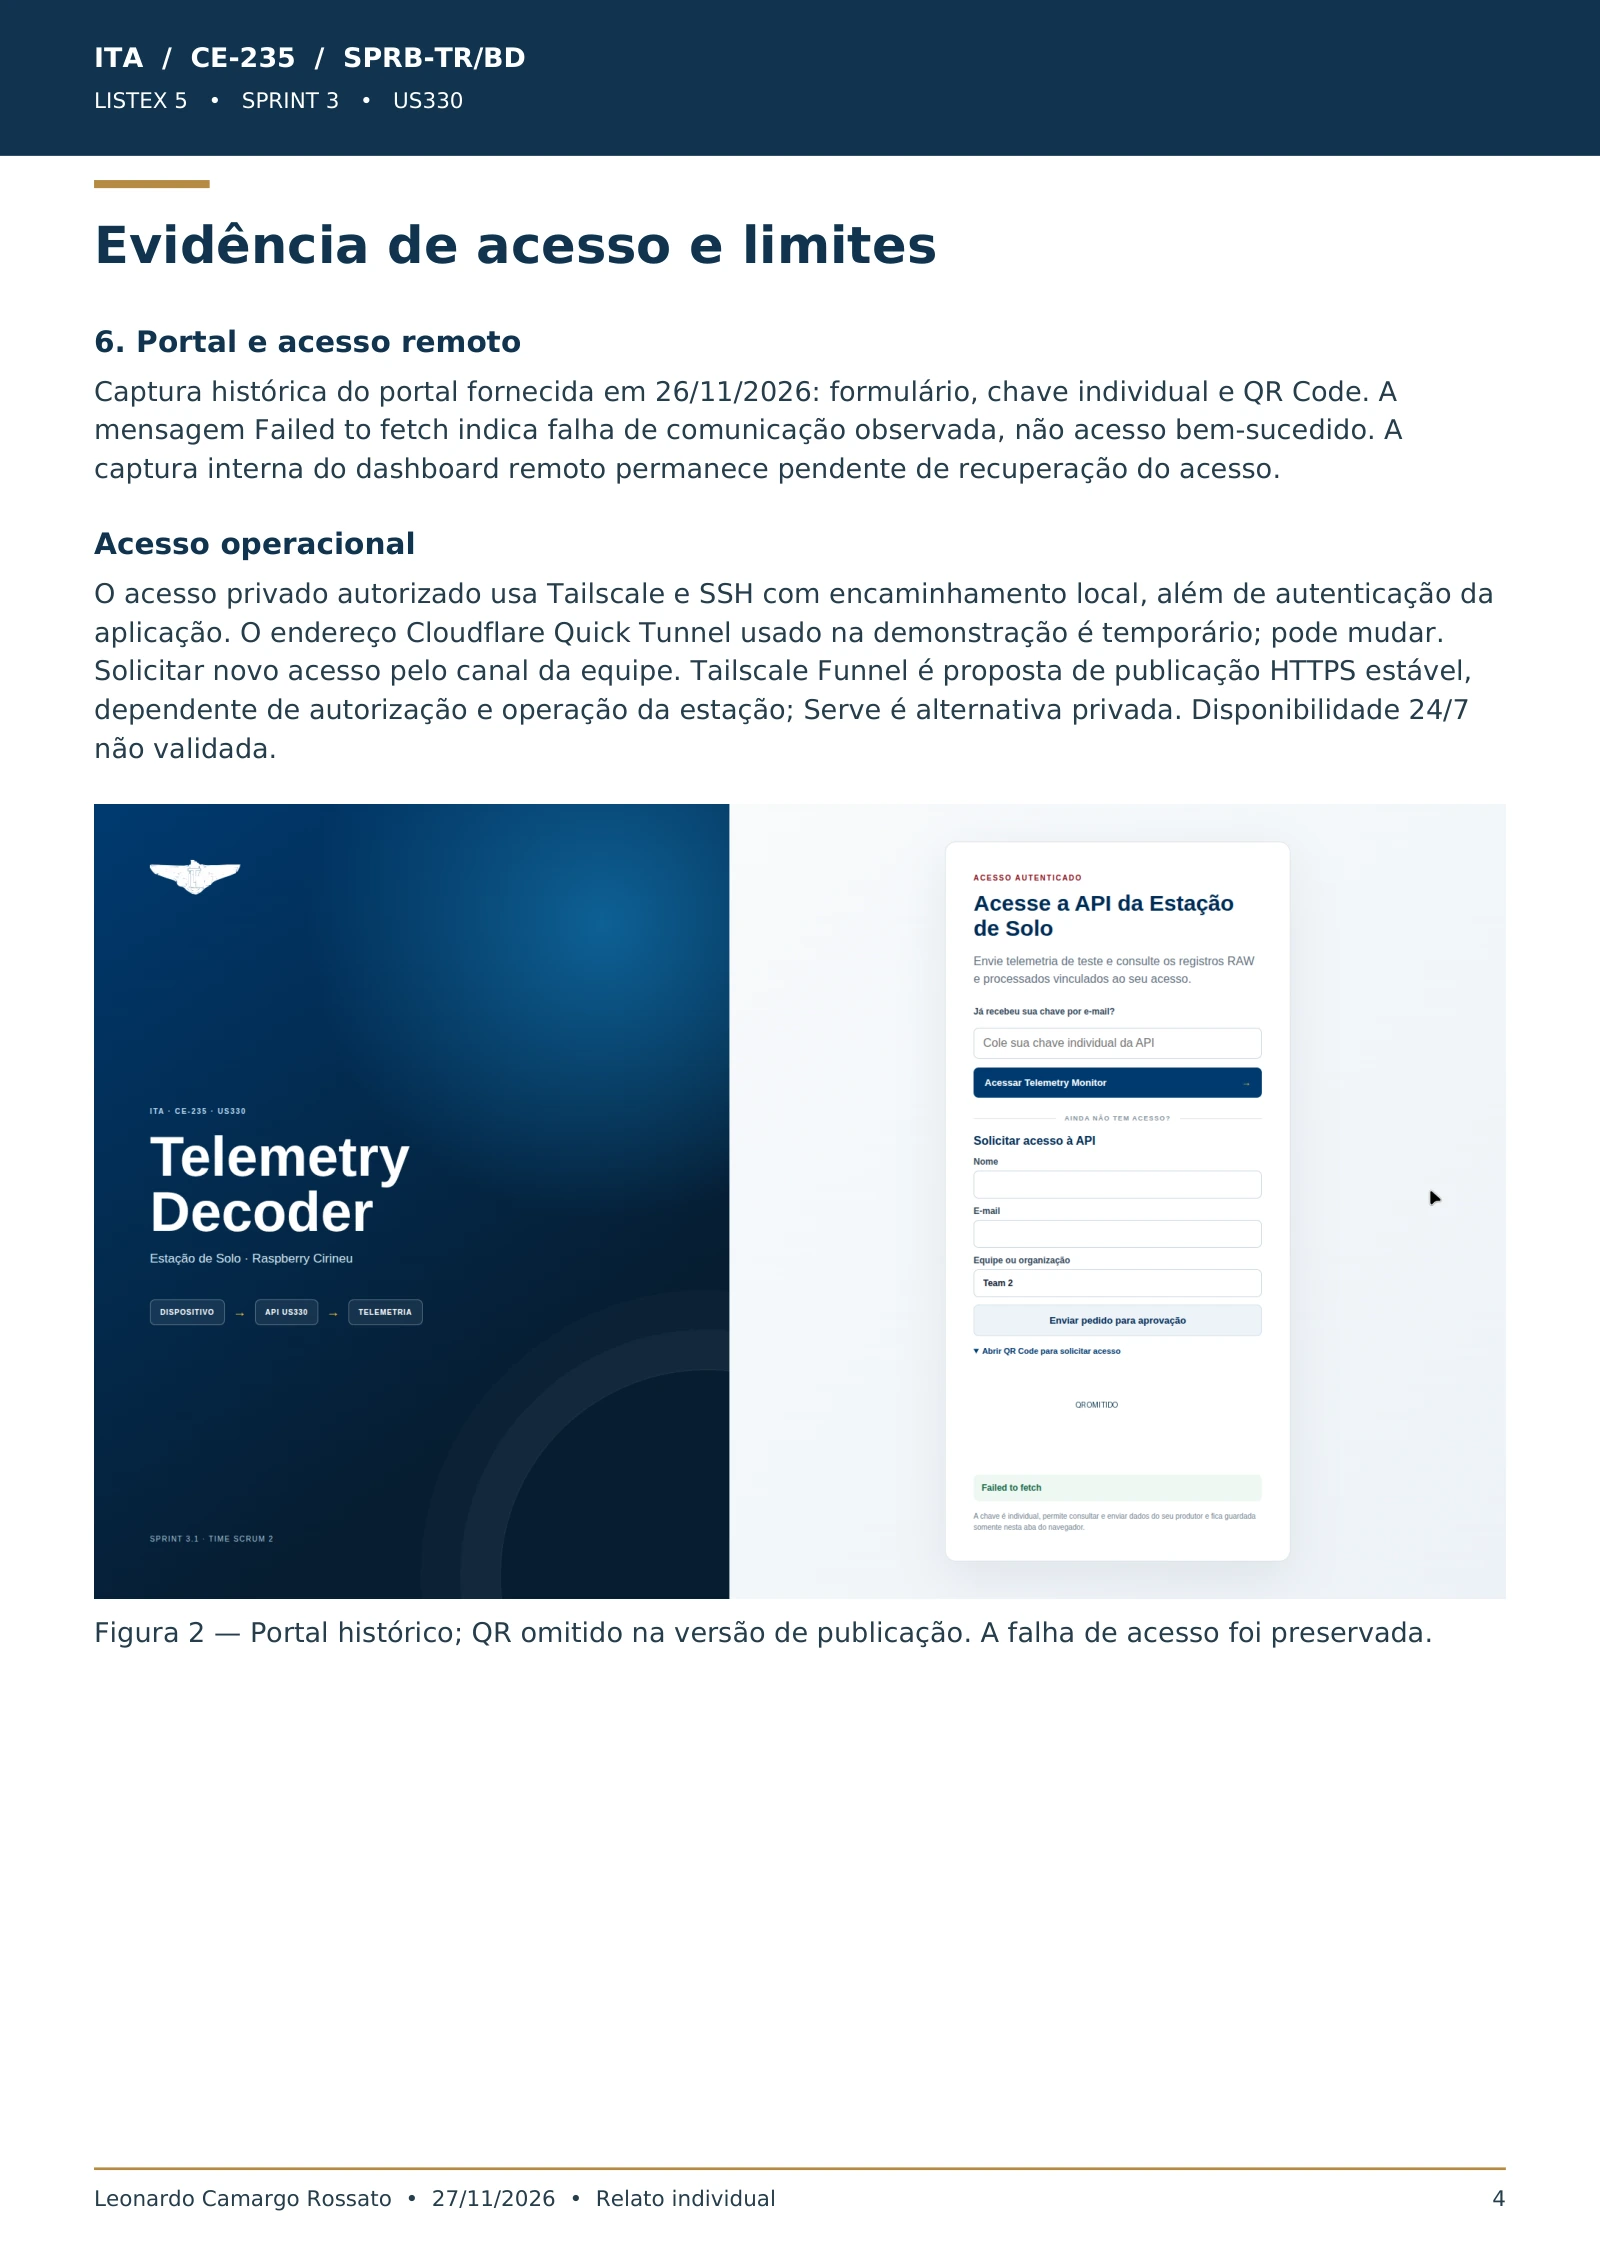 ITA / CE-235 / SPRB-TR/BD
LISTEX 5 • SPRINT 3 • US330
Evidência de acesso e limites
6. Portal e acesso remoto
Captura histórica do portal fornecida em 26/11/2026: formulário, chave individual e QR Code. A
mensagem Failed to fetch indica falha de comunicação observada, não acesso bem-sucedido. A
captura interna do dashboard remoto permanece pendente de recuperação do acesso.
Acesso operacional
O acesso privado autorizado usa Tailscale e SSH com encaminhamento local, além de autenticação da
aplicação. O endereço Cloudflare Quick Tunnel usado na demonstração é temporário; pode mudar.
Solicitar novo acesso pelo canal da equipe. Tailscale Funnel é proposta de publicação HTTPS estável,
dependente de autorização e operação da estação; Serve é alternativa privada. Disponibilidade 24/7
não validada.
ITA · CE-235 · US330
Telemetry
Decoder
Estação de Solo · Raspberry Cirineu
DISPOSITIVO → API US330 → TELEMETRIA
SPRINT 3.1 · TIME SCRUM 2
ACESSO AUTENTICADO
Acesse a API da Estação
de Solo
Envie telemetria de teste e consulte os registros RAW
e processados vinculados ao seu acesso.
Já recebeu sua chave por e-mail?
Cole sua chave individual da API
Acessar Telemetry Monitor →
AINDA NÃO TEM ACESSO?
Solicitar acesso à API
Nome
E-mail
Equipe ou organização
Team 2
Enviar pedido para aprovação
▼ Abrir QR Code para solicitar acesso
QR OMITIDO
Failed to fetch
A chave é individual, permite consultar e enviar dados do seu produtor e fica guardada
somente nesta aba do navegador.
Figura 2 — Portal histórico; QR omitido na versão de publicação. A falha de acesso foi preservada.
Leonardo Camargo Rossato • 27/11/2026 • Relato individual
4